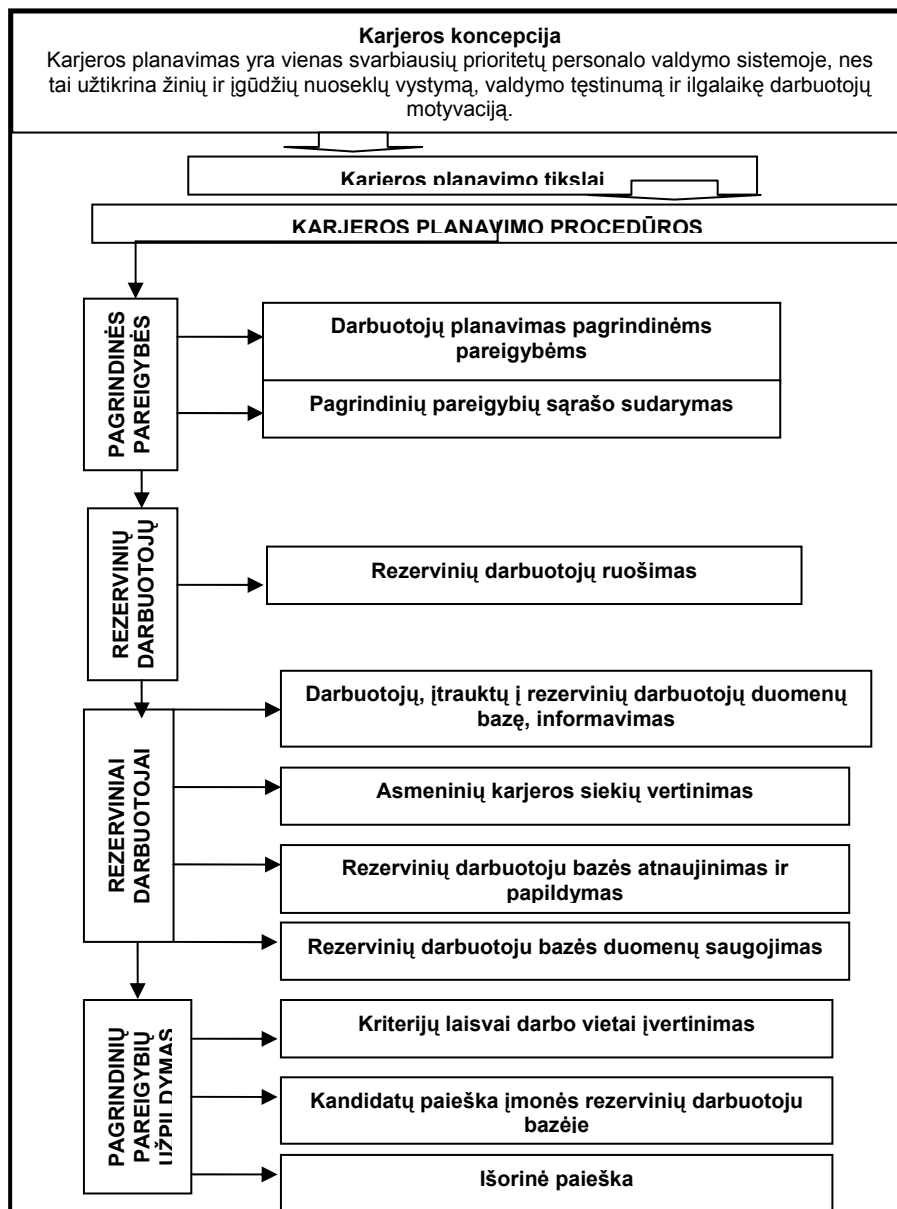 Karjeros koncepcija
Karjeros planavimas yra vienas svarbiausių prioritetų personalo valdymo sistemoje, nes
tai užtikrina žinių ir įgūdžių nuoseklų vystymą, valdymo tęstinumą ir ilgalaikę darbuotojų
motyvaciją.
Karjeros planavimo tikslai
KARJEROS PLANAVIMO PROCEDŪROS
PAGRINDINĖS
PAREIGYBĖS
Darbuotojų planavimas pagrindinėms
pareigybėms
Pagrindinių pareigybių sąrašo sudarymas
REZERVINIŲ
DARBUOTOJŲ
Rezervinių darbuotojų ruošimas
REZERVINIAI
DARBUOTOJAI
Darbuotojų, įtrauktų į rezervinių darbuotojų duomenų
bazę, informavimas
Asmeninių karjeros siekių vertinimas
Rezervinių darbuotoju bazės atnaujinimas ir
papildymas
Rezervinių darbuotoju bazės duomenų saugojimas
PAGRINDINIŲ
PAREIGYBIŲ
UŽPILDYMAS
Kriterijų laisvai darbo vietai įvertinimas
Kandidatų paieška įmonės rezervinių darbuotoju
bazėje
Išorinė paieška